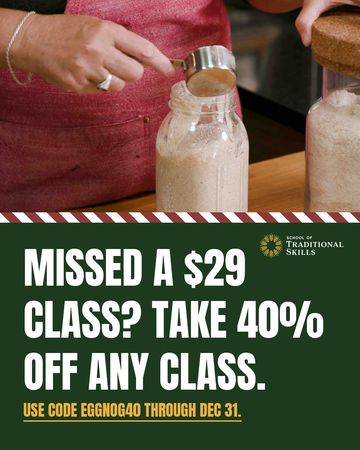 SCHOOL OF
TRADITIONAL
SKILLS
MISSED A $29
CLASS? TAKE 40%
OFF ANY CLASS.
USE CODE EGGNOG40 THROUGH DEC 31.